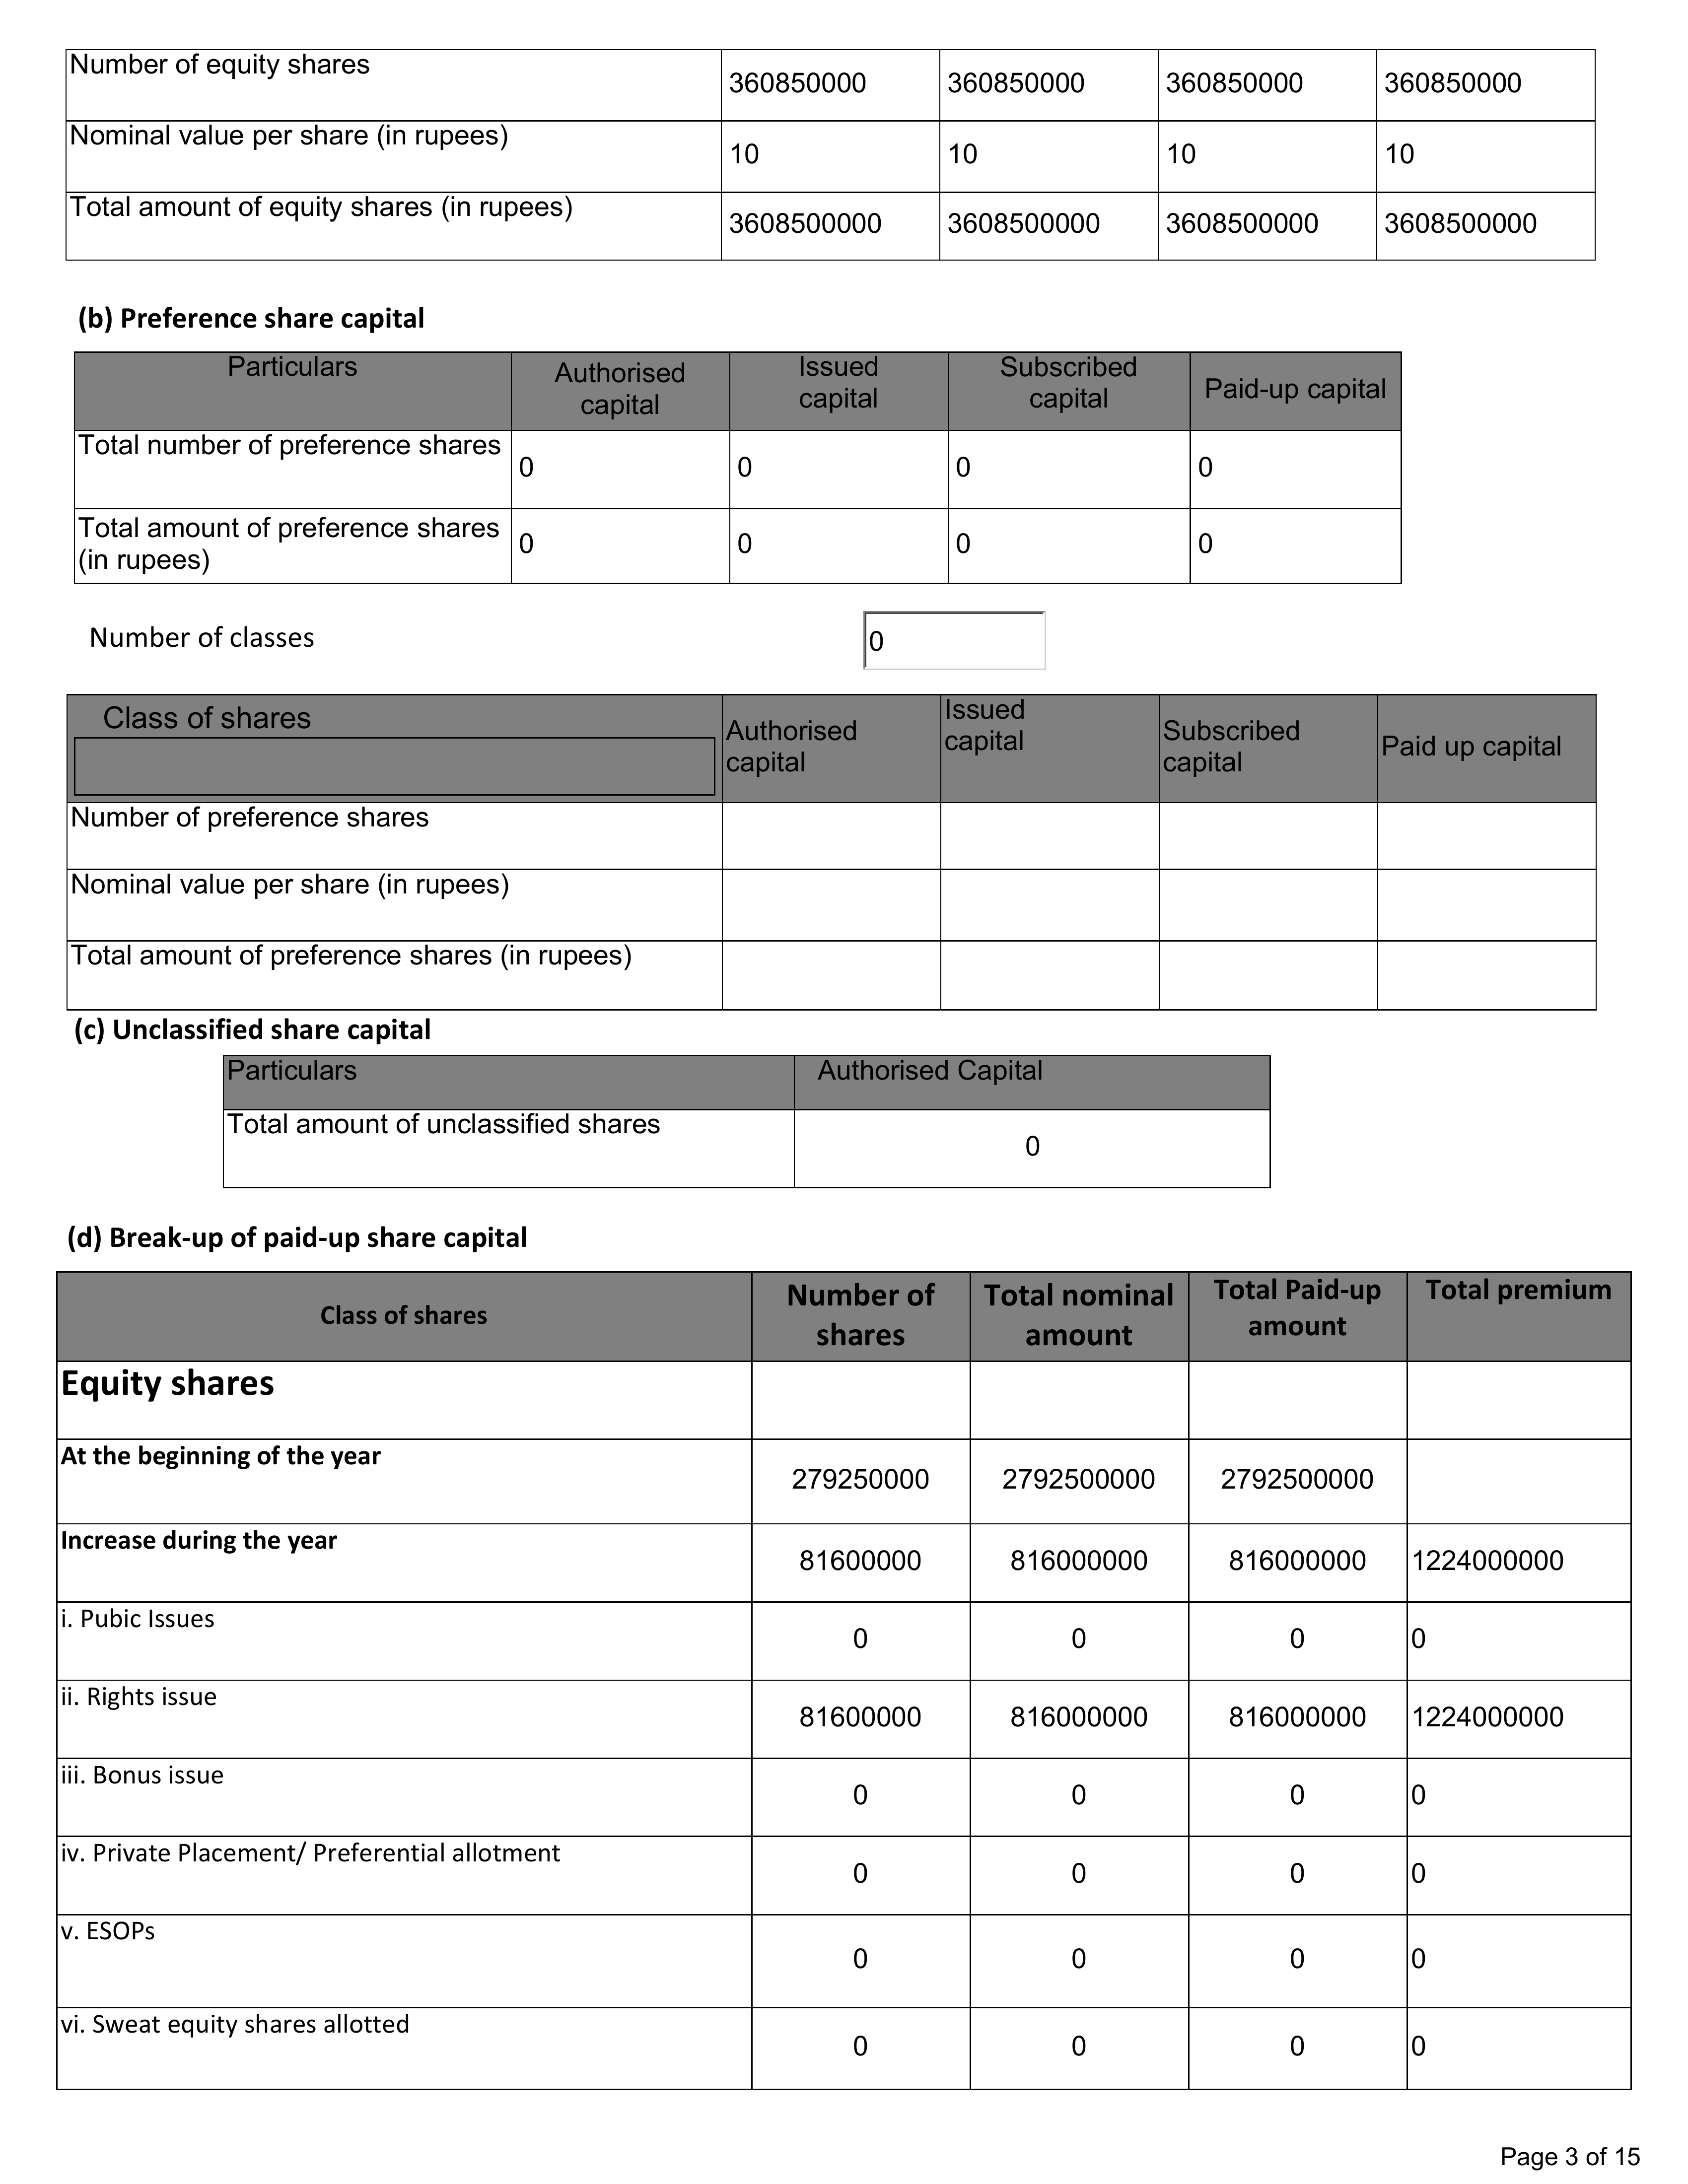 Number of equity shares 360850000 360850000 360850000 360850000
Nominal value per share (in rupees) 10 10 10 10
Total amount of equity shares (in rupees) 3608500000 3608500000 3608500000 3608500000
(b) Preference share capital
Particulars Authorised capital Issued capital Subscribed capital Paid-up capital
Total number of preference shares 0 0 0 0
Total amount of preference shares
(in rupees) 0 0 0 0
Number of classes 0
Class of shares Authorised capital Issued capital Subscribed capital Paid up capital
Number of preference shares
Nominal value per share (in rupees)
Total amount of preference shares (in rupees)
(c) Unclassified share capital
Particulars Authorised Capital
Total amount of unclassified shares 0
(d) Break-up of paid-up share capital
Class of shares Number of shares Total nominal amount Total Paid-up amount Total premium
Equity shares
At the beginning of the year 279250000 2792500000 2792500000
Increase during the year 81600000 816000000 816000000 1224000000
i. Pubic Issues 0 0 0 0
ii. Rights issue 81600000 816000000 816000000 1224000000
iii. Bonus issue 0 0 0 0
iv. Private Placement/ Preferential allotment 0 0 0 0
v. ESOPs 0 0 0 0
vi. Sweat equity shares allotted 0 0 0 0
Page 3 of 15